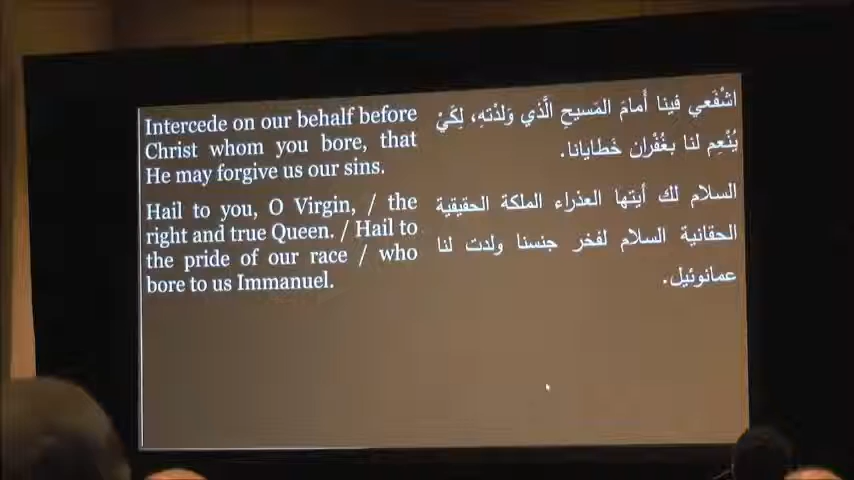 Intercede on our behalf before
Christ whom you bore, that
He may forgive us our sins.
Hail to you, O Virgin, / the
right and true Queen. / Hail to
the pride of our race / who
bore to us Immanuel.
اشْفَعي فينا أَمامَ المَسيحِ الَّذي وَلَدْتهِ، لِكَيْ
يُنْعِم لنا بغُفْران خَطايانا.
السلام لك أيتها العذراء الملكة الحقيقية
الحقانية السلام لفخر جنسنا ولدت لنا
عمانوئيل.